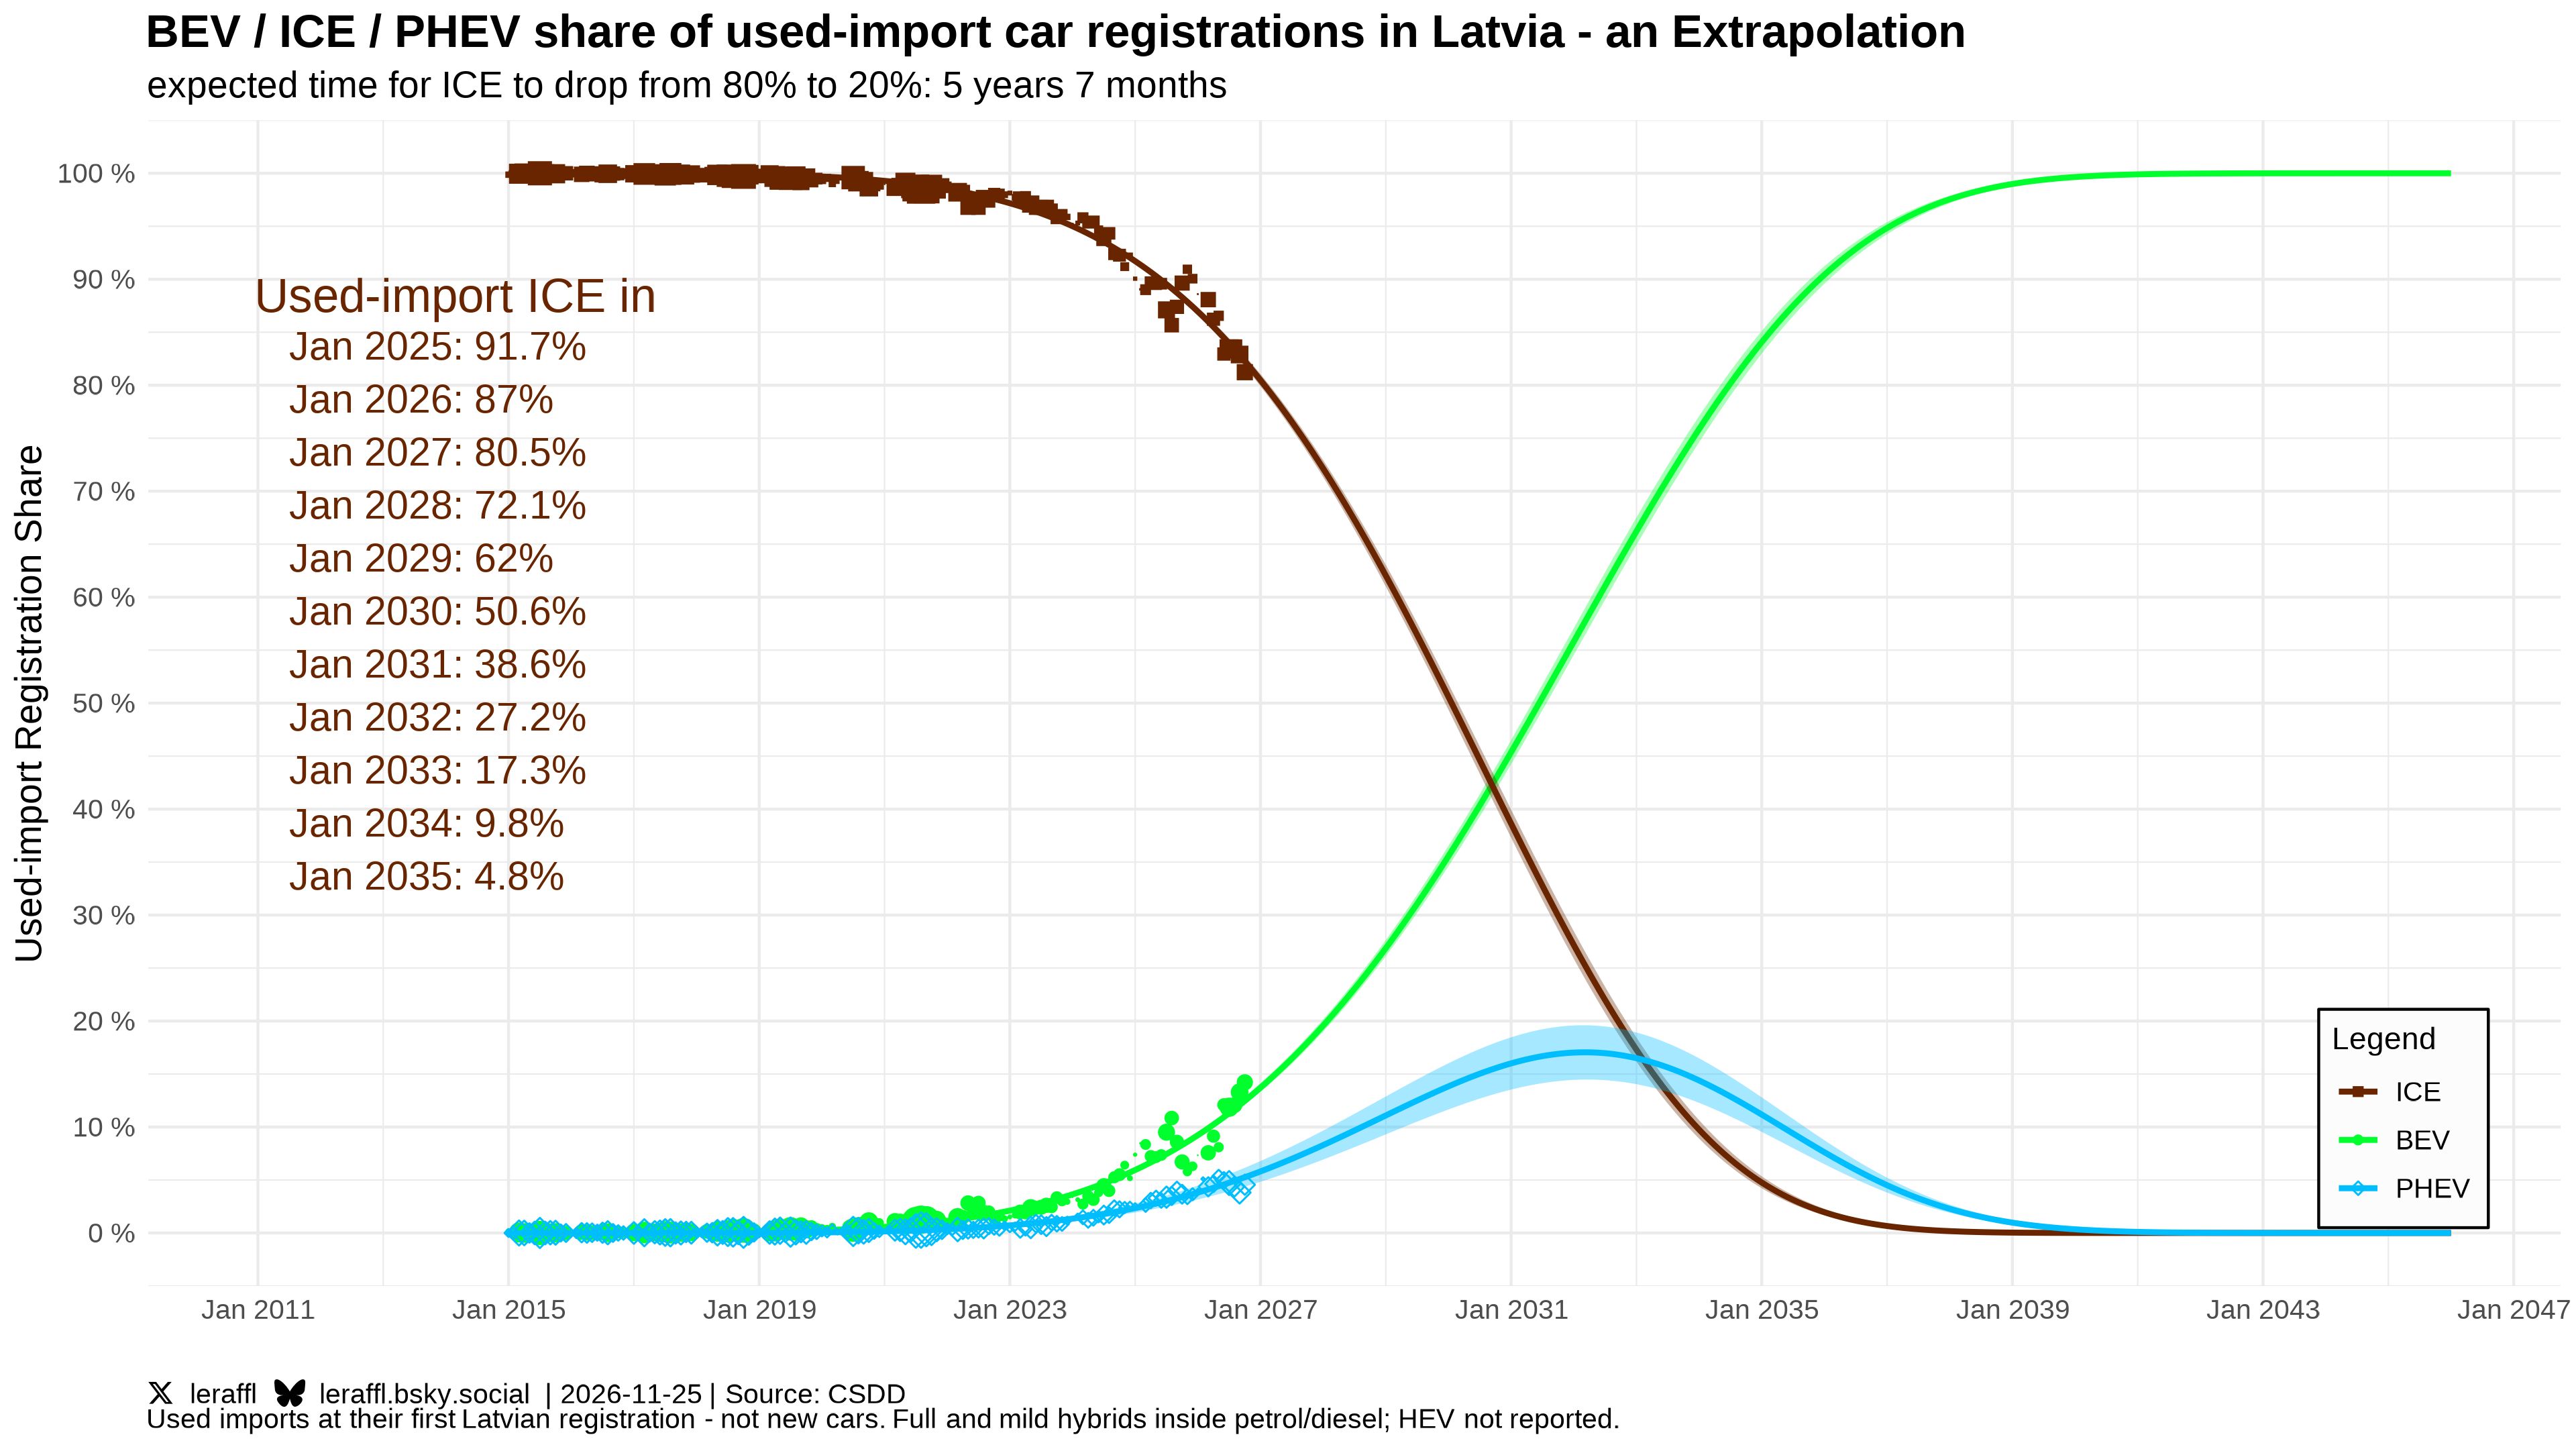 BEV / ICE / PHEV share of used-import car registrations in Latvia - an Extrapolation
expected time for ICE to drop from 80% to 20%: 5 years 7 months
Used-import Registration Share
100 %
90 %
80 %
70 %
60 %
50 %
40 %
30 %
20 %
10 %
0 %
Used-import ICE in
Jan 2025: 91.7%
Jan 2026: 87%
Jan 2027: 80.5%
Jan 2028: 72.1%
Jan 2029: 62%
Jan 2030: 50.6%
Jan 2031: 38.6%
Jan 2032: 27.2%
Jan 2033: 17.3%
Jan 2034: 9.8%
Jan 2035: 4.8%
Legend
ICE
BEV
PHEV
Jan 2011 Jan 2015 Jan 2019 Jan 2023 Jan 2027 Jan 2031 Jan 2035 Jan 2039 Jan 2043 Jan 2047
leraffl leraffl.bsky.social | 2026-11-25 | Source: CSDD
Used imports at their first Latvian registration - not new cars. Full and mild hybrids inside petrol/diesel; HEV not reported.